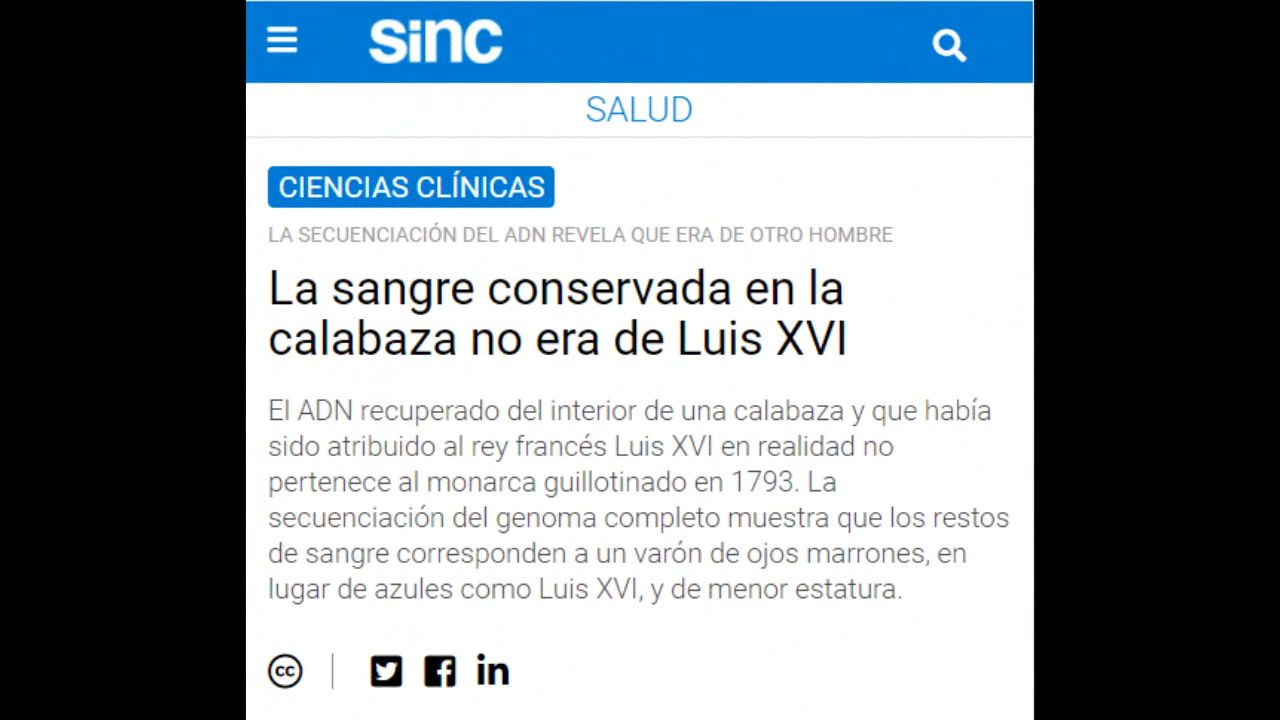 sinc
SALUD
CIENCIAS CLÍNICAS
LA SECUENCIACIÓN DEL ADN REVELA QUE ERA DE OTRO HOMBRE
La sangre conservada en la
calabaza no era de Luis XVI
El ADN recuperado del interior de una calabaza y que había
sido atribuido al rey francés Luis XVI en realidad no
pertenece al monarca guillotinado en 1793. La
secuenciación del genoma completo muestra que los restos
de sangre corresponden a un varón de ojos marrones, en
lugar de azules como Luis XVI, y de menor estatura.
cc
in